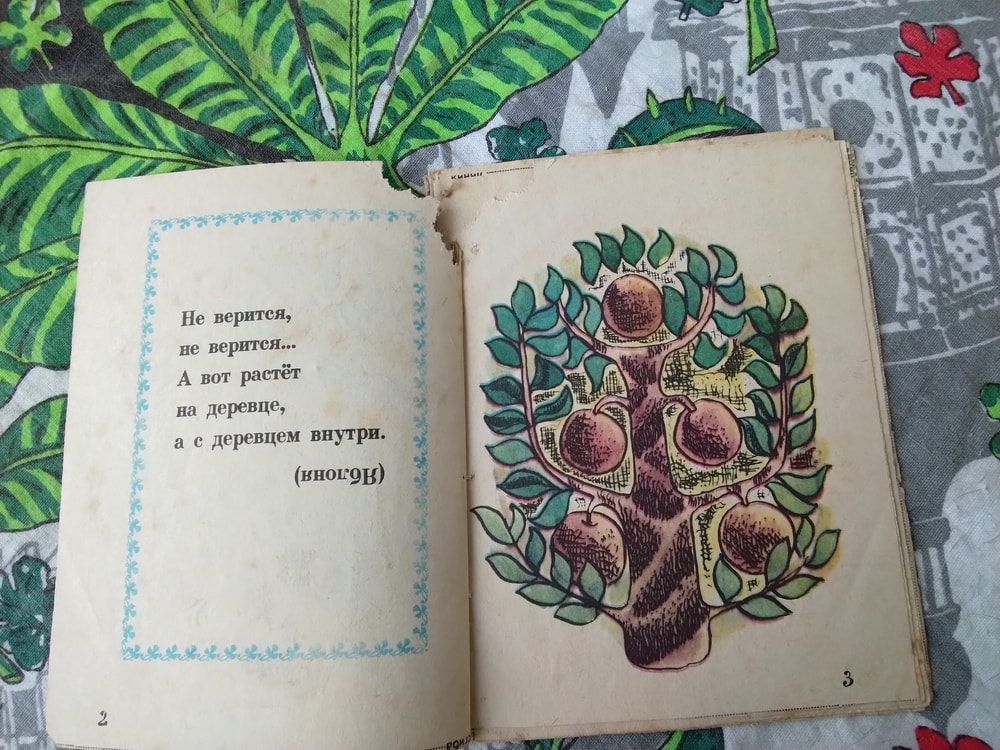 Не верится,
не верится...
А вот растёт
на деревце,
а с деревцем внутри.
(Яблоня)
2
3